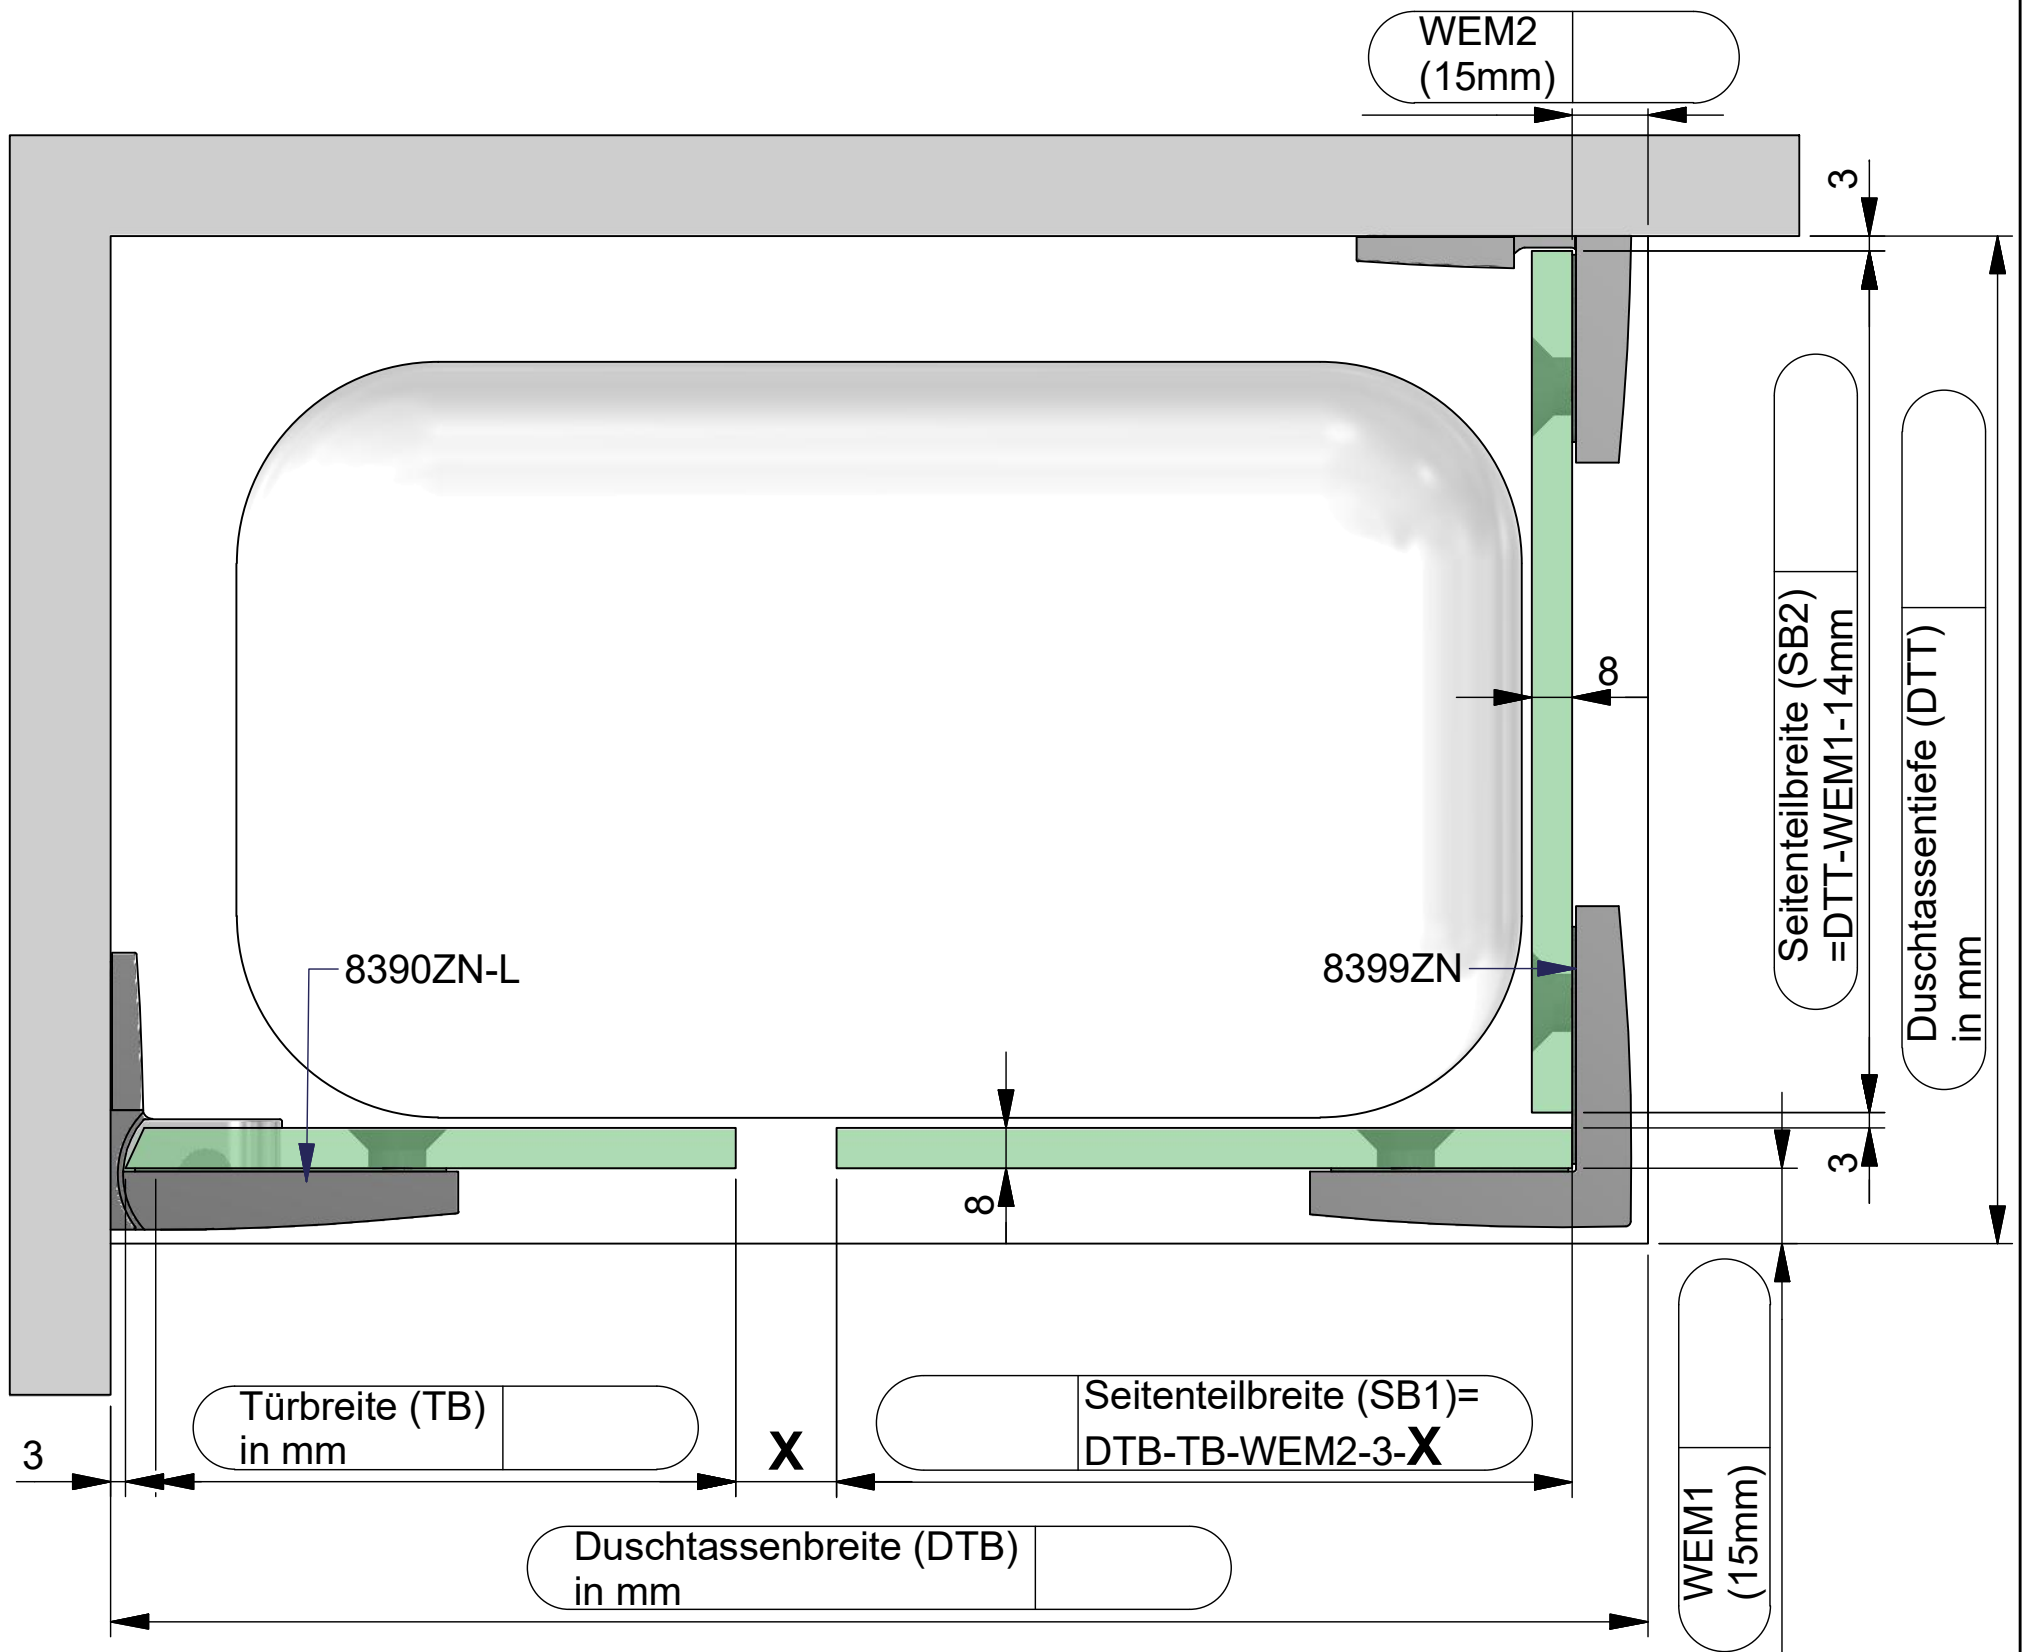 WEM2
(15mm)
3
8
Seitenteilbreite (SB2)
=DTT-WEM1-14mm
Duschtassentiefe (DTT)
in mm
8390ZN-L
8399ZN
8
3
Türbreite (TB)
in mm
3
X
Seitenteilbreite (SB1)=
DTB-TB-WEM2-3-X
WEM1
(15mm)
Duschtassenbreite (DTB)
in mm